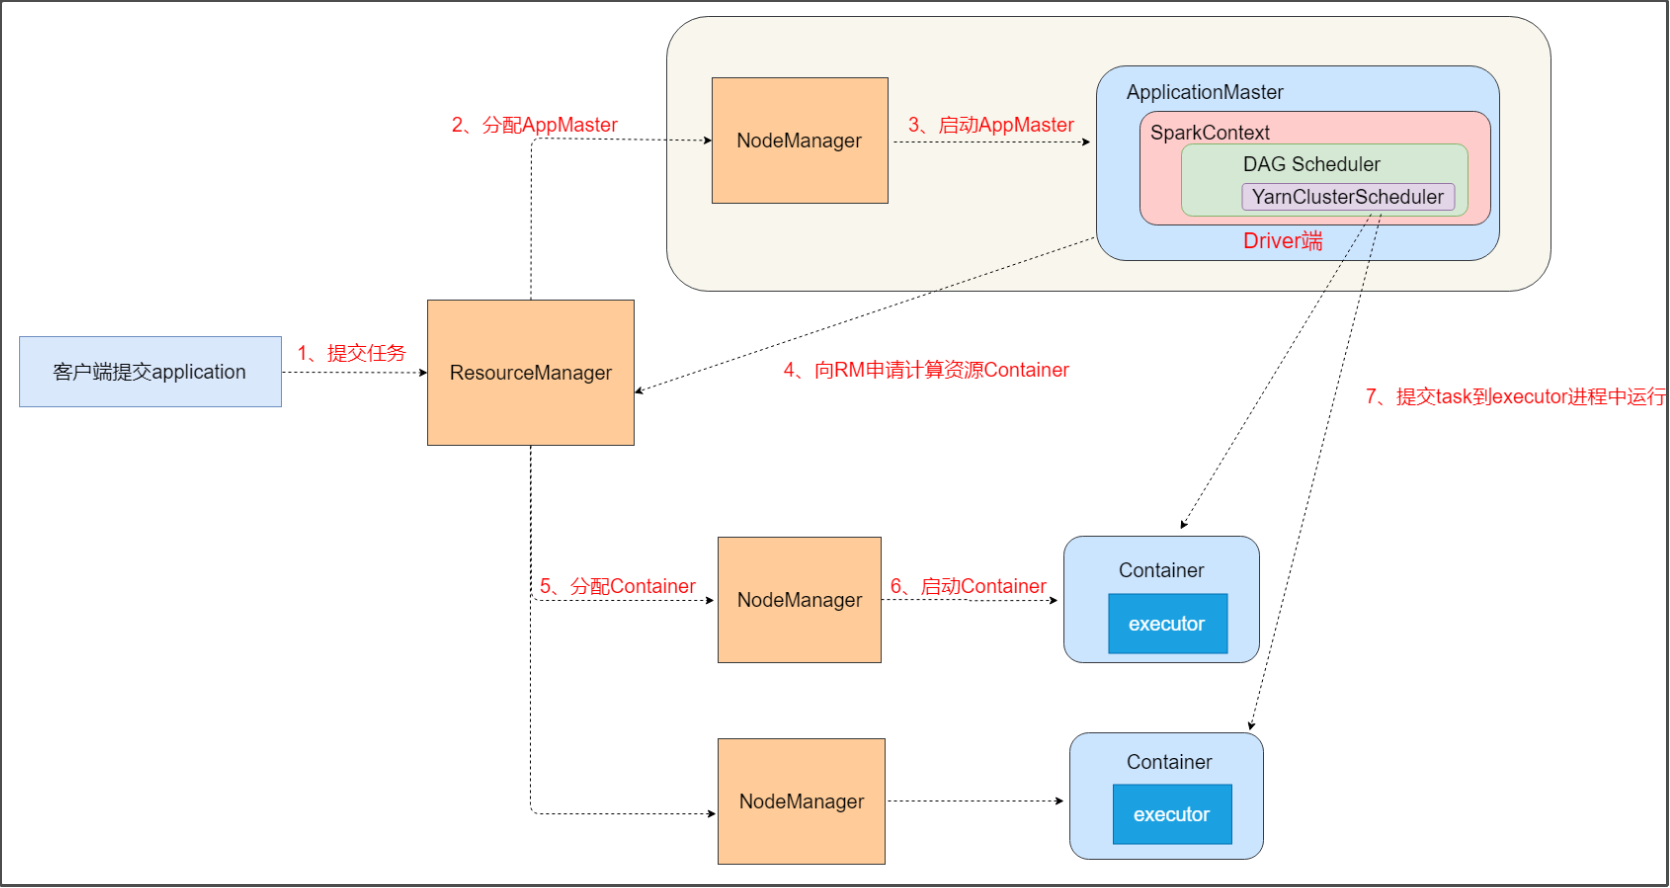 ApplicationMaster
2、分配AppMaster
NodeManager
3、启动AppMaster
SparkContext
DAG Scheduler
YarnClusterScheduler
Driver端
客户端提交application
1、提交任务
ResourceManager
4、向RM申请计算资源Container
7、提交task到executor进程中运行
5、分配Container
NodeManager
6、启动Container
Container
executor
NodeManager
Container
executor